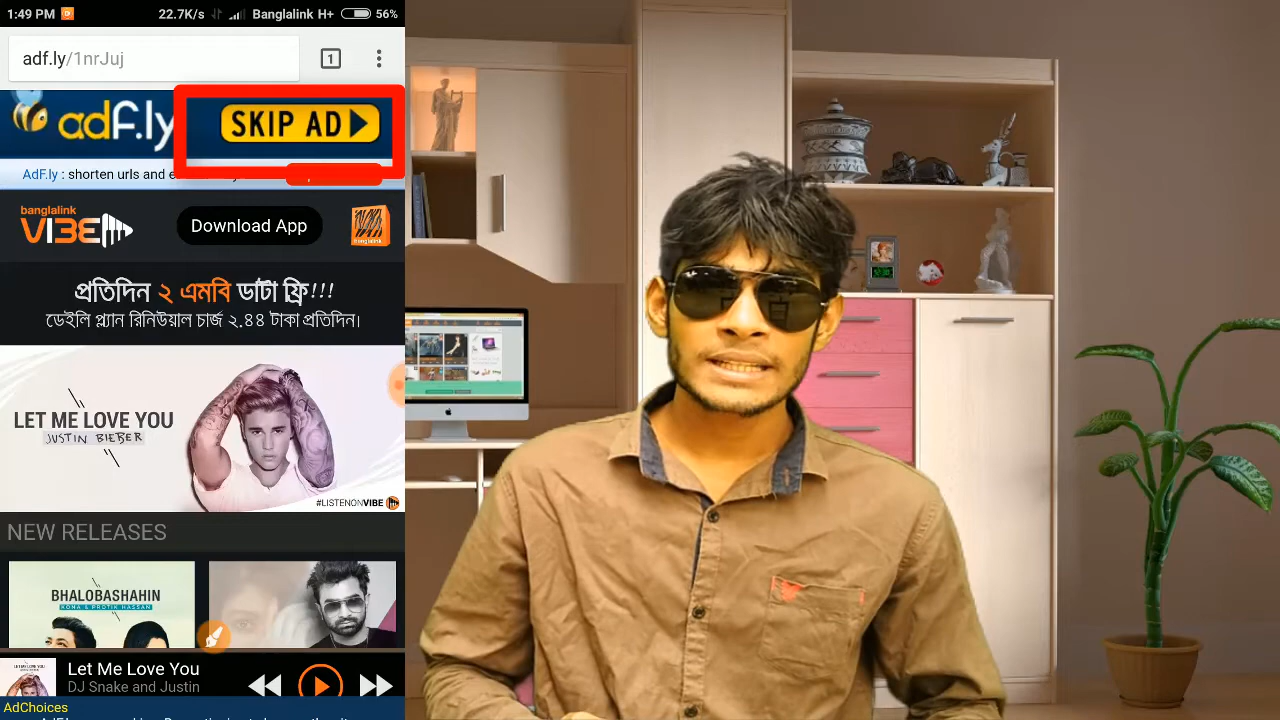 1:49 PM 22.7K/s Banglalink H+ 56%
adf.ly/1nrJuj 1
adf.ly SKIP AD
AdF.ly : shorten urls and
banglalink
VIBE Download App banglalink
প্রতিদিন ২ এমবি ডাটা ফ্রি!!!
ডেইলি প্ল্যান রিনিউয়াল চার্জ ২.৪৪ টাকা প্রতিদিন।
LET ME LOVE YOU
JUSTIN BIEBER
#LISTENONVIBE
NEW RELEASES
BHALOBASHAHIN
KONA & PROTIK HASSAN
Let Me Love You
DJ Snake and Justin
AdChoices